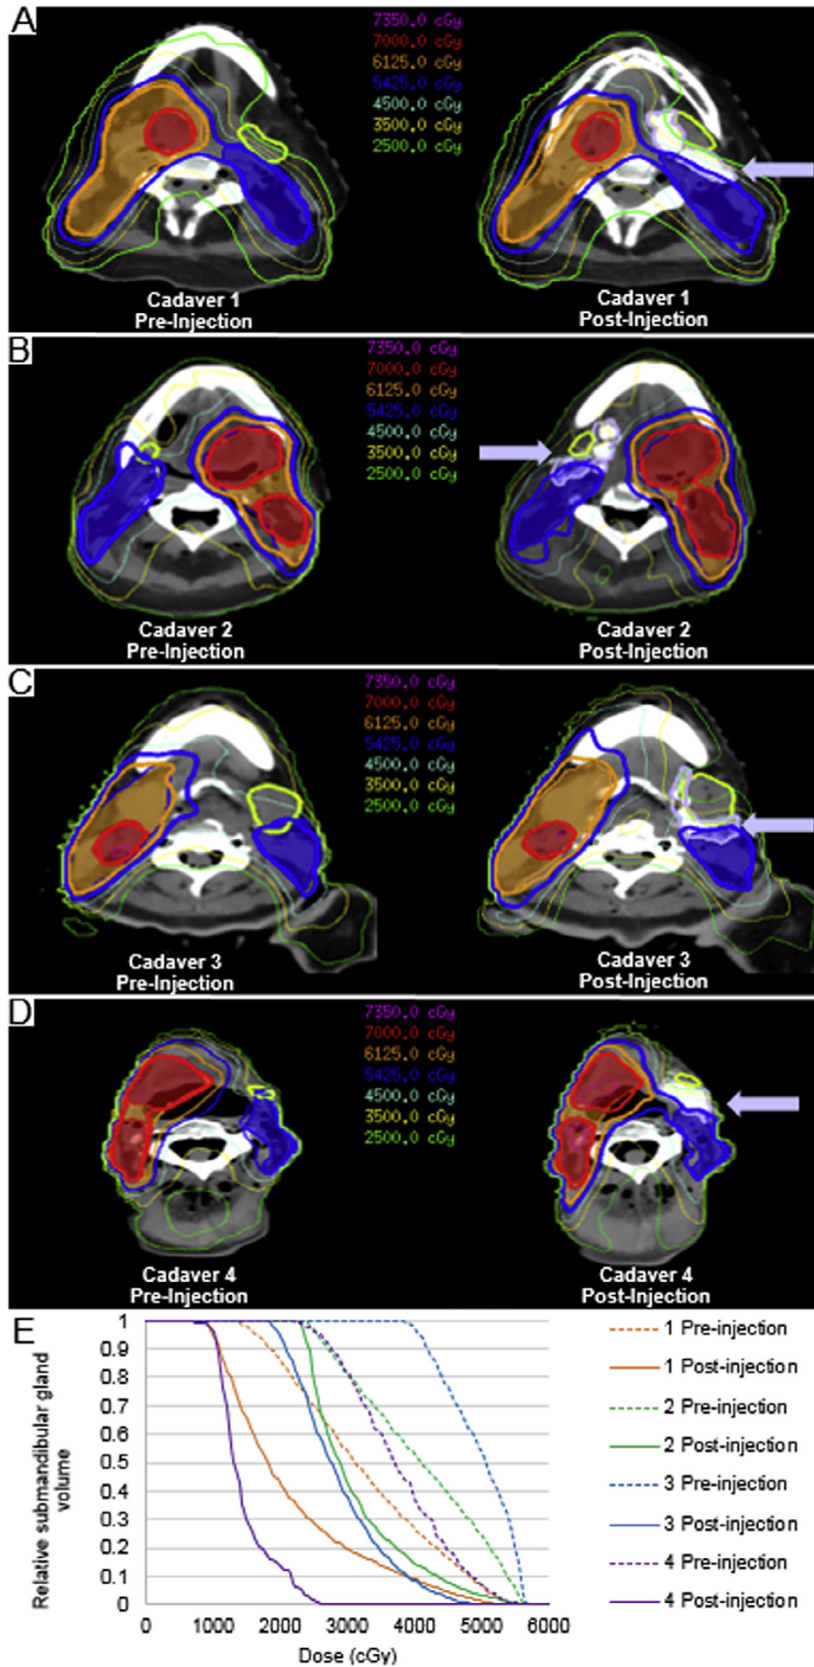 A
7350.0 cGy
7000.0 cGy
6125.0 cGy
5425.0 cGy
4500.0 cGy
3500.0 cGy
2500.0 cGy
Cadaver 1
Pre-Injection
Cadaver 1
Post-Injection
B
7350.0 cGy
7000.0 cGy
6125.0 cGy
5425.0 cGy
4500.0 cGy
3500.0 cGy
2500.0 cGy
Cadaver 2
Pre-Injection
Cadaver 2
Post-Injection
C
7350.0 cGy
7000.0 cGy
6125.0 cGy
5425.0 cGy
4500.0 cGy
3500.0 cGy
2500.0 cGy
Cadaver 3
Pre-Injection
Cadaver 3
Post-Injection
D
7350.0 cGy
7000.0 cGy
6125.0 cGy
5425.0 cGy
4500.0 cGy
3500.0 cGy
2500.0 cGy
Cadaver 4
Pre-Injection
Cadaver 4
Post-Injection
E
Relative submandibular gland
volume
1
0.9
0.8
0.7
0.6
0.5
0.4
0.3
0.2
0.1
0
0 1000 2000 3000 4000 5000 6000
Dose (cGy)
1 Pre-injection
1 Post-injection
2 Pre-injection
2 Post-injection
3 Pre-injection
3 Post-injection
4 Pre-injection
4 Post-injection